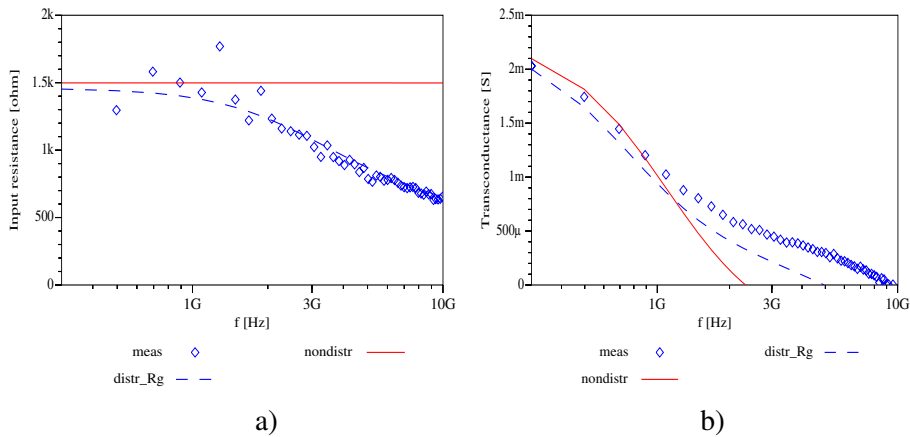 2k
1.5k
1k
500
0
Input resistance [ohm]
1G
3G
10G
f [Hz]
meas
nondistr
distr_Rg
a)
2.5m
2m
1.5m
1m
500µ
0
Transconductance [S]
1G
3G
10G
f [Hz]
meas
distr_Rg
nondistr
b)